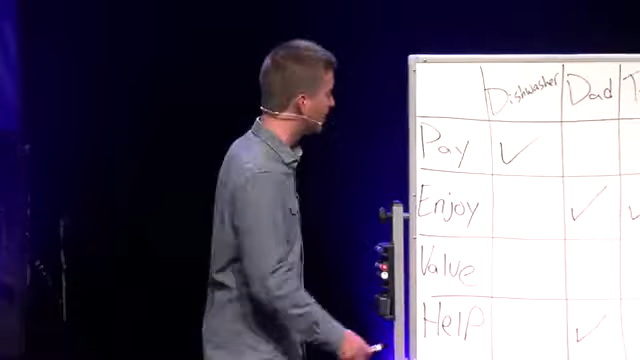 Dishwasher Dad
Pay ✓
Enjoy ✓ ✓
Value
Help ✓